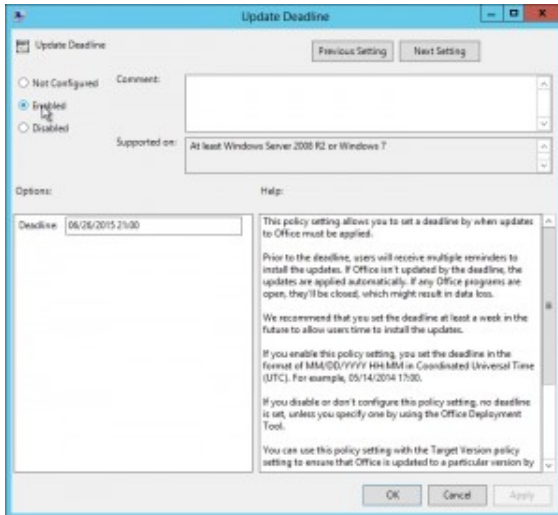 Update Deadline
Update Deadline
Previous Setting
Next Setting
Not Configured
Comment:
Enabled
Disabled
Supported on:
At least Windows Server 2008 R2 or Windows 7
Options:
Help:
Deadline:
06/26/2015 21:00
This policy setting allows you to set a deadline by when updates
to Office must be applied.
Prior to the deadline, users will receive multiple reminders to
install the updates. If Office isn't updated by the deadline, the
updates are applied automatically. If any Office programs are
open, they'll be closed, which might result in data loss.
We recommend that you set the deadline at least a week in the
future to allow users time to install the updates.
If you enable this policy setting, you set the deadline in the
format of MM/DD/YYYY HH:MM in Coordinated Universal Time
(UTC). For example, 05/14/2014 17:00.
If you disable or don't configure this policy setting, no deadline
is set, unless you specify one by using the Office Deployment
Tool.
You can use this policy setting with the Target Version policy
setting to ensure that Office is updated to a particular version by
OK
Cancel
Apply